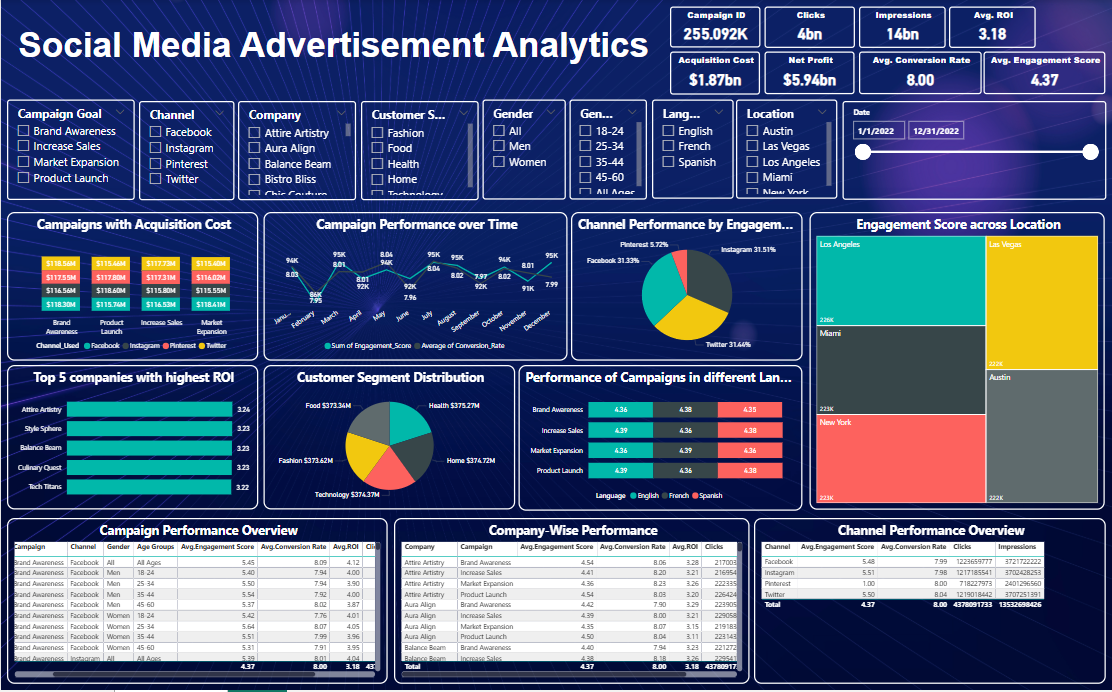 Social Media Advertisement Analytics
Campaign ID
255.092K
Clicks
4bn
Impressions
14bn
Avg. ROI
3.18
Acquisition Cost
$1.87bn
Net Profit
$5.94bn
Avg. Conversion Rate
8.00
Avg. Engagement Score
4.37
Campaign Goal
Brand Awareness
Increase Sales
Market Expansion
Product Launch
Channel
Facebook
Instagram
Pinterest
Twitter
Company
Attire Artistry
Aura Align
Balance Beam
Bistro Bliss
Chic Couture
Customer S...
Fashion
Food
Health
Home
Technology
Gender
All
Men
Women
Gen...
18-24
25-34
35-44
45-60
All Ages
Lang...
English
French
Spanish
Location
Austin
Las Vegas
Los Angeles
Miami
New York
Date
1/1/2022 12/31/2022
Campaigns with Acquisition Cost
$118.56M $115.46M $117.73M $115.40M
$117.55M $117.80M $117.31M $116.02M
$116.56M $118.60M $115.80M $115.55M
$118.30M $115.74M $116.53M $118.41M
Brand Awareness
Product Launch
Increase Sales
Market Expansion
Channel_Used Facebook Instagram Pinterest Twitter
Campaign Performance over Time
94K 86K 95K 92K 94K 92K 95K 95K 92K 94K 91K 95K
8.03 7.95 8.01 8.01 8.04 7.96 8.04 8.02 7.97 8.02 8.01 7.99
Janu... February March April May June July August September October November December
Sum of Engagement_Score Average of Conversion_Rate
Channel Performance by Engagem...
Pinterest 5.72%
Instagram 31.51%
Facebook 31.33%
Twitter 31.44%
Engagement Score across Location
Los Angeles
226K
Las Vegas
222K
Miami
223K
Austin
222K
New York
223K
Top 5 companies with highest ROI
Attire Artistry 3.24
Style Sphere 3.23
Balance Beam 3.23
Culinary Quest 3.23
Tech Titans 3.22
Customer Segment Distribution
Food $373.34M
Health $375.27M
Fashion $373.62M
Home $374.72M
Technology $374.37M
Performance of Campaigns in different Lan...
Brand Awareness 4.36 4.38 4.35
Increase Sales 4.39 4.36 4.38
Market Expansion 4.36 4.39 4.36
Product Launch 4.39 4.36 4.38
Language English French Spanish
Campaign Performance Overview
Campaign Channel Gender Age Groups Avg.Engagement Score Avg.Conversion Rate Avg.ROI Cli
Brand Awareness Facebook All All Ages 5.45 8.09 4.12
Brand Awareness Facebook Men 18-24 5.40 7.94 4.00
Brand Awareness Facebook Men 25-34 5.50 7.94 3.90
Brand Awareness Facebook Men 35-44 5.54 7.92 4.00
Brand Awareness Facebook Men 45-60 5.37 8.02 3.87
Brand Awareness Facebook Women 18-24 5.42 7.76 4.01
Brand Awareness Facebook Women 25-34 5.64 8.07 4.05
Brand Awareness Facebook Women 35-44 5.51 7.99 3.96
Brand Awareness Facebook Women 45-60 5.31 7.91 3.95
Brand Awareness Instagram All All Ages 5.39 8.01 4.04
4.37 8.00 3.18 437
Company-Wise Performance
Company Campaign Avg.Engagement Score Avg.Conversion Rate Avg.ROI Clicks
Attire Artistry Brand Awareness 4.54 8.06 3.28 217003
Attire Artistry Increase Sales 4.41 8.20 3.21 216954
Attire Artistry Market Expansion 4.36 8.23 3.26 222335
Attire Artistry Product Launch 4.54 8.03 3.20 226424
Aura Align Brand Awareness 4.42 7.90 3.29 223905
Aura Align Increase Sales 4.39 8.00 3.21 229058
Aura Align Market Expansion 4.35 8.07 3.15 219183
Aura Align Product Launch 4.50 8.04 3.11 223143
Balance Beam Brand Awareness 4.40 7.94 3.23 221272
Balance Beam Increase Sales 4.38 8.18 3.26 229541
Total 4.37 8.00 3.18 43780917
Channel Performance Overview
Channel Avg.Engagement Score Avg.Conversion Rate Clicks Impressions
Facebook 5.48 7.99 1223659777 3721722222
Instagram 5.51 7.98 1217185541 3702428253
Pinterest 1.00 8.00 718227973 2401296560
Twitter 5.50 8.04 1219018442 3707251391
Total 4.37 8.00 4378091733 13532698426